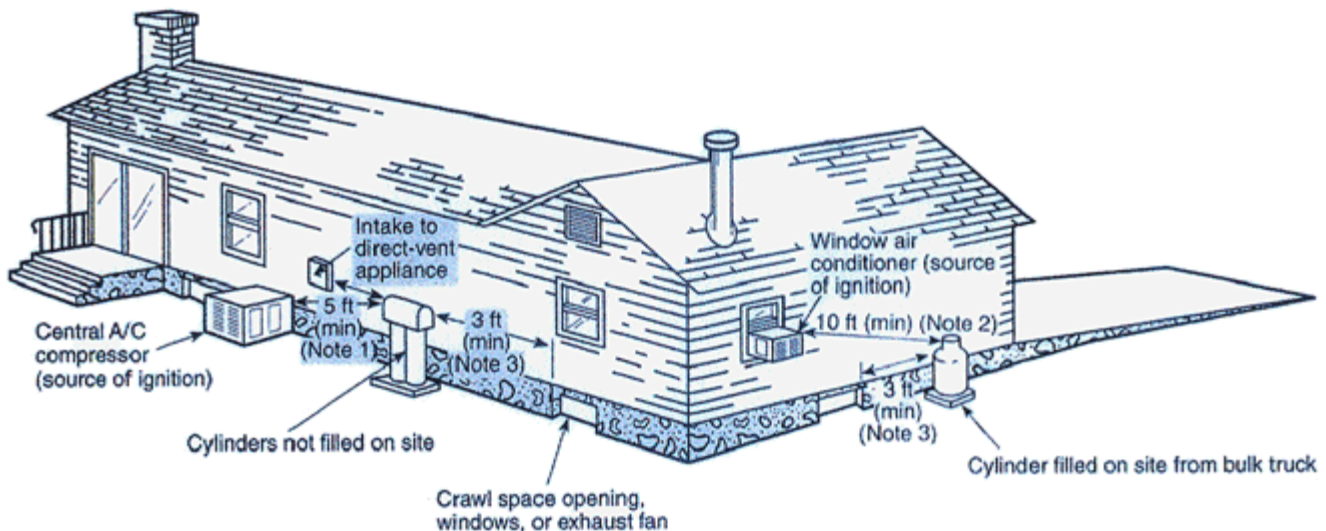 Intake to
direct-vent
appliance
Window air
conditioner (source
of ignition)
5 ft
(min)
(Note 1)
3 ft
(min)
(Note 3)
10 ft (min) (Note 2)
Central A/C
compressor
(source of ignition)
3 ft
(min)
(Note 3)
Cylinders not filled on site
Cylinder filled on site from bulk truck
Crawl space opening,
windows, or exhaust fan